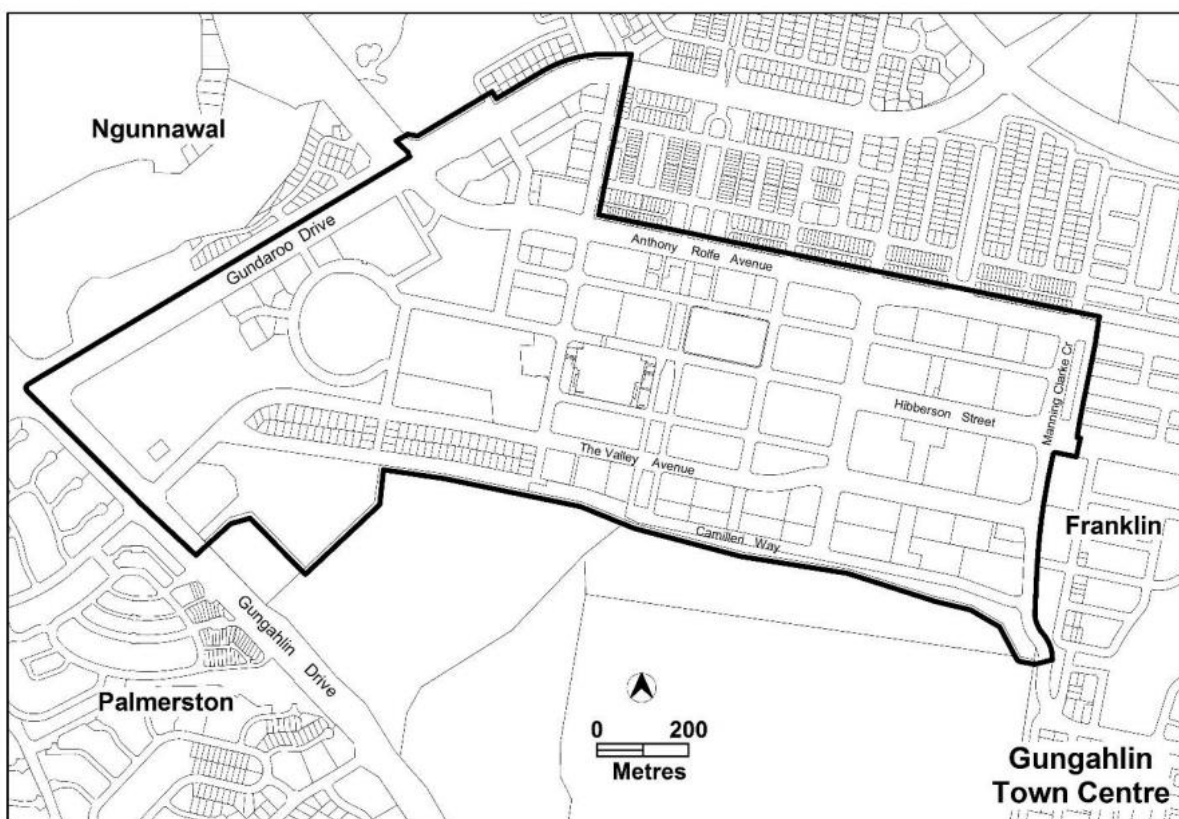 Ngunnawal
Gundaroo Drive
Anthony Rolfe Avenue
Manning Clarke Cr
Hibberson Street
The Valley Avenue
Camillen Way
Franklin
Gungahlin Drive
Palmerston
0 200
Metres
Gungahlin
Town Centre